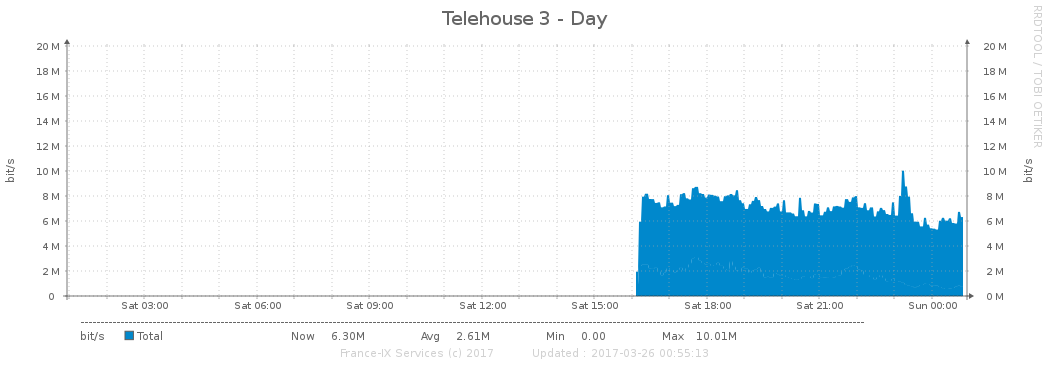 Telehouse 3 - Day
RRDTOOL / TOBI OETIKER
bit/s
bit/s
20 M 20 M
18 M 18 M
16 M 16 M
14 M 14 M
12 M 12 M
10 M 10 M
8 M 8 M
6 M 6 M
4 M 4 M
2 M 2 M
0 0 M
Sat 03:00 Sat 06:00 Sat 09:00 Sat 12:00 Sat 15:00 Sat 18:00 Sat 21:00 Sun 00:00
bit/s Total Now 6.30M Avg 2.61M Min 0.00 Max 10.01M
France-IX Services (c) 2017 Updated : 2017-03-26 00:55:13